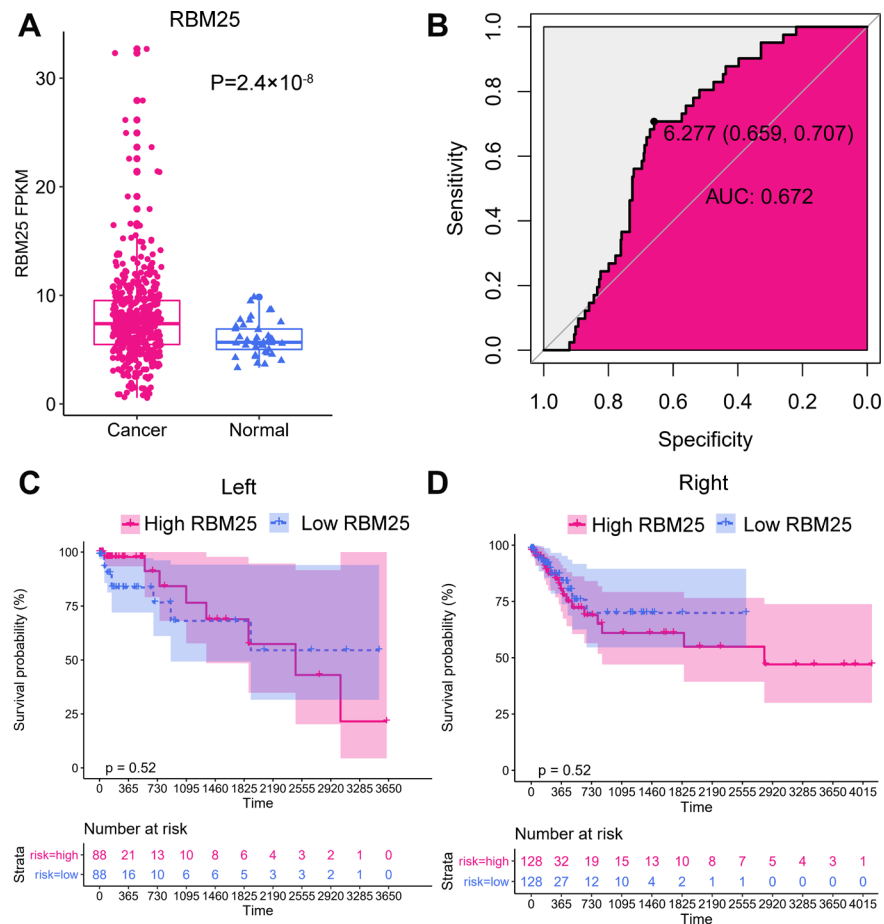 A
RBM25
P=2.4×10⁻⁸
RBM25 FPKM
30
20
10
0
Cancer
Normal
B
Sensitivity
1.0
0.8
0.6
0.4
0.2
0.0
6.277 (0.659, 0.707)
AUC: 0.672
1.0 0.8 0.6 0.4 0.2 0.0
Specificity
C
Left
High RBM25 Low RBM25
Survival probability (%)
100
75
50
25
0
p = 0.52
0 365 730 1095 1460 1825 2190 2555 2920 3285 3650
Time
Number at risk
Strata
risk=high 88 21 13 10 8 6 4 3 2 1 0
risk=low 88 16 10 6 6 5 3 3 2 1 0
0 365 730 1095 1460 1825 2190 2555 2920 3285 3650
Time
D
Right
High RBM25 Low RBM25
Survival probability (%)
100
75
50
25
0
p = 0.52
0 365 730 1095 1460 1825 2190 2555 2920 3285 3650 4015
Time
Number at risk
Strata
risk=high 128 32 19 15 13 10 8 7 5 4 3 1
risk=low 128 27 12 10 4 2 1 1 0 0 0 0
0 365 730 1095 1460 1825 2190 2555 2920 3285 3650 4015
Time